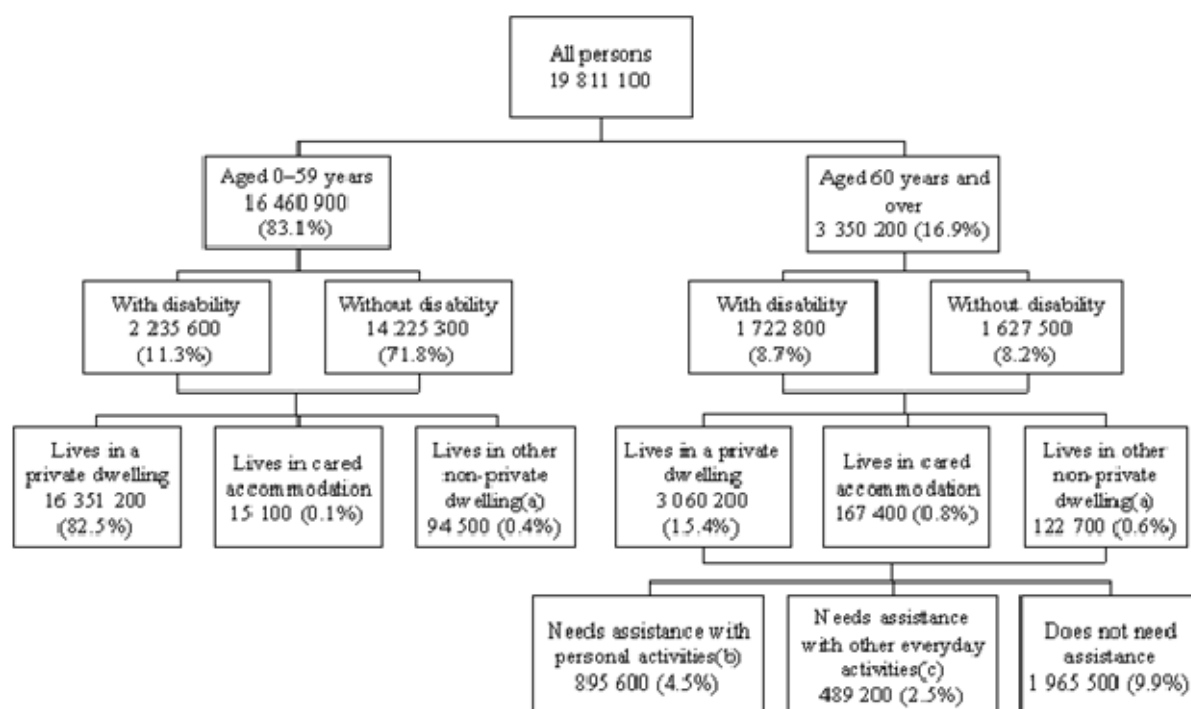 All persons
19 811 100
Aged 0–59 years
16 460 900
(83.1%)
Aged 60 years and
over
3 350 200 (16.9%)
With disability
2 235 600
(11.3%)
Without disability
14 225 300
(71.8%)
With disability
1 722 800
(8.7%)
Without disability
1 627 500
(8.2%)
Lives in a
private dwelling
16 351 200
(82.5%)
Lives in cared
accommodation
15 100 (0.1%)
Lives in other
non-private
dwelling(a)
94 500 (0.4%)
Lives in a private
dwelling
3 060 200
(15.4%)
Lives in cared
accommodation
167 400 (0.8%)
Lives in other
non-private
dwelling(a)
122 700 (0.6%)
Needs assistance with
personal activities(b)
895 600 (4.5%)
Needs assistance
with other everyday
activities(c)
489 200 (2.5%)
Does not need
assistance
1 965 500 (9.9%)